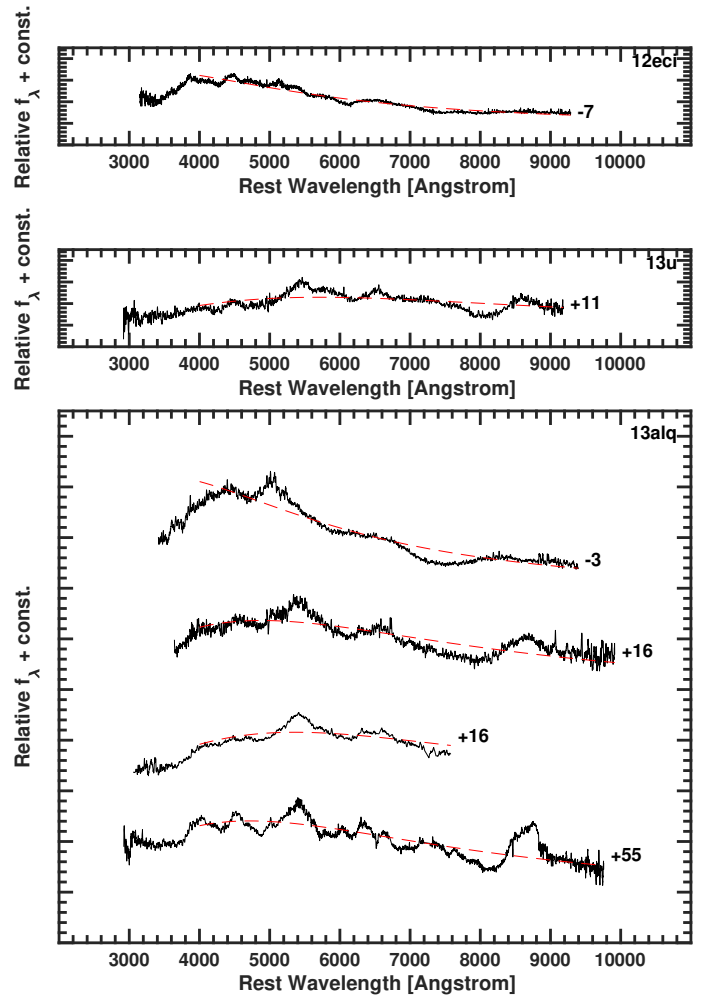 Relative f_λ + const.
12eci
-7
3000 4000 5000 6000 7000 8000 9000 10000
Rest Wavelength [Angstrom]
Relative f_λ + const.
13u
+11
3000 4000 5000 6000 7000 8000 9000 10000
Rest Wavelength [Angstrom]
Relative f_λ + const.
13alq
-3
+16
+16
+55
3000 4000 5000 6000 7000 8000 9000 10000
Rest Wavelength [Angstrom]